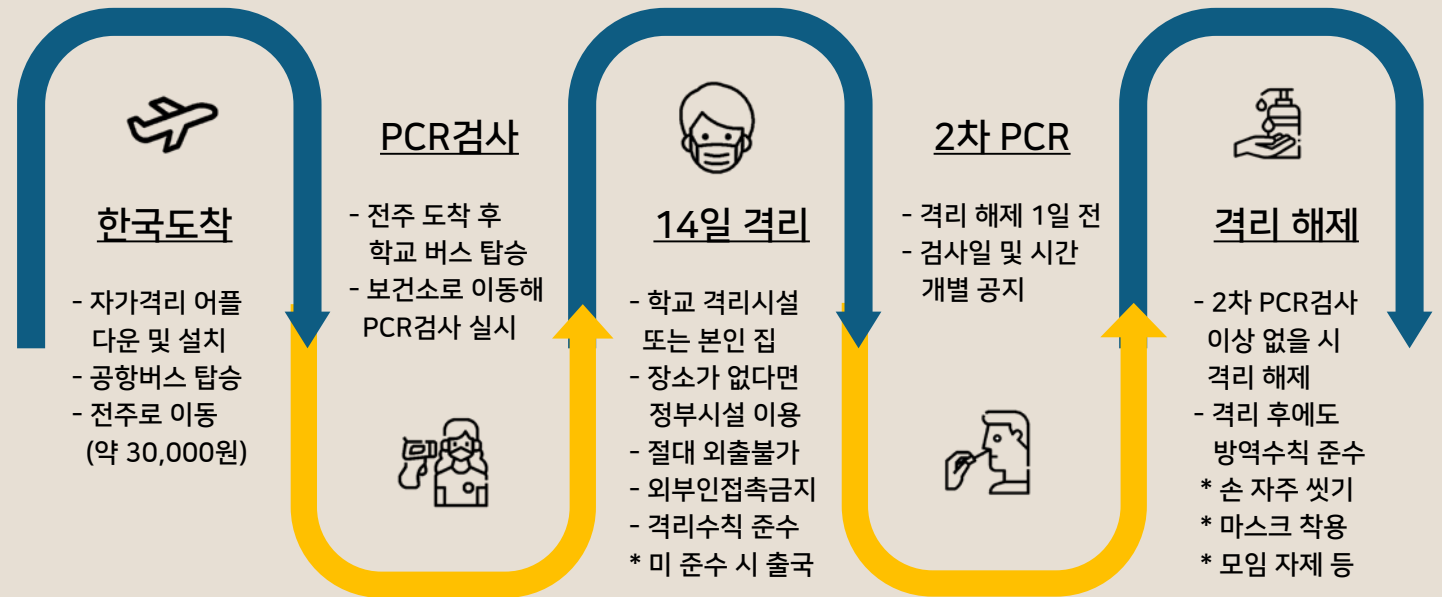 한국도착
- 자가격리 어플
다운 및 설치
- 공항버스 탑승
- 전주로 이동
(약 30,000원)
PCR검사
- 전주 도착 후
학교 버스 탑승
- 보건소로 이동해
PCR검사 실시
14일 격리
- 학교 격리시설
또는 본인 집
- 장소가 없다면
정부시설 이용
- 절대 외출불가
- 외부인접촉금지
- 격리수칙 준수
* 미 준수 시 출국
2차 PCR
- 격리 해제 1일 전
- 검사일 및 시간
개별 공지
격리 해제
- 2차 PCR검사
이상 없을 시
격리 해제
- 격리 후에도
방역수칙 준수
* 손 자주 씻기
* 마스크 착용
* 모임 자제 등